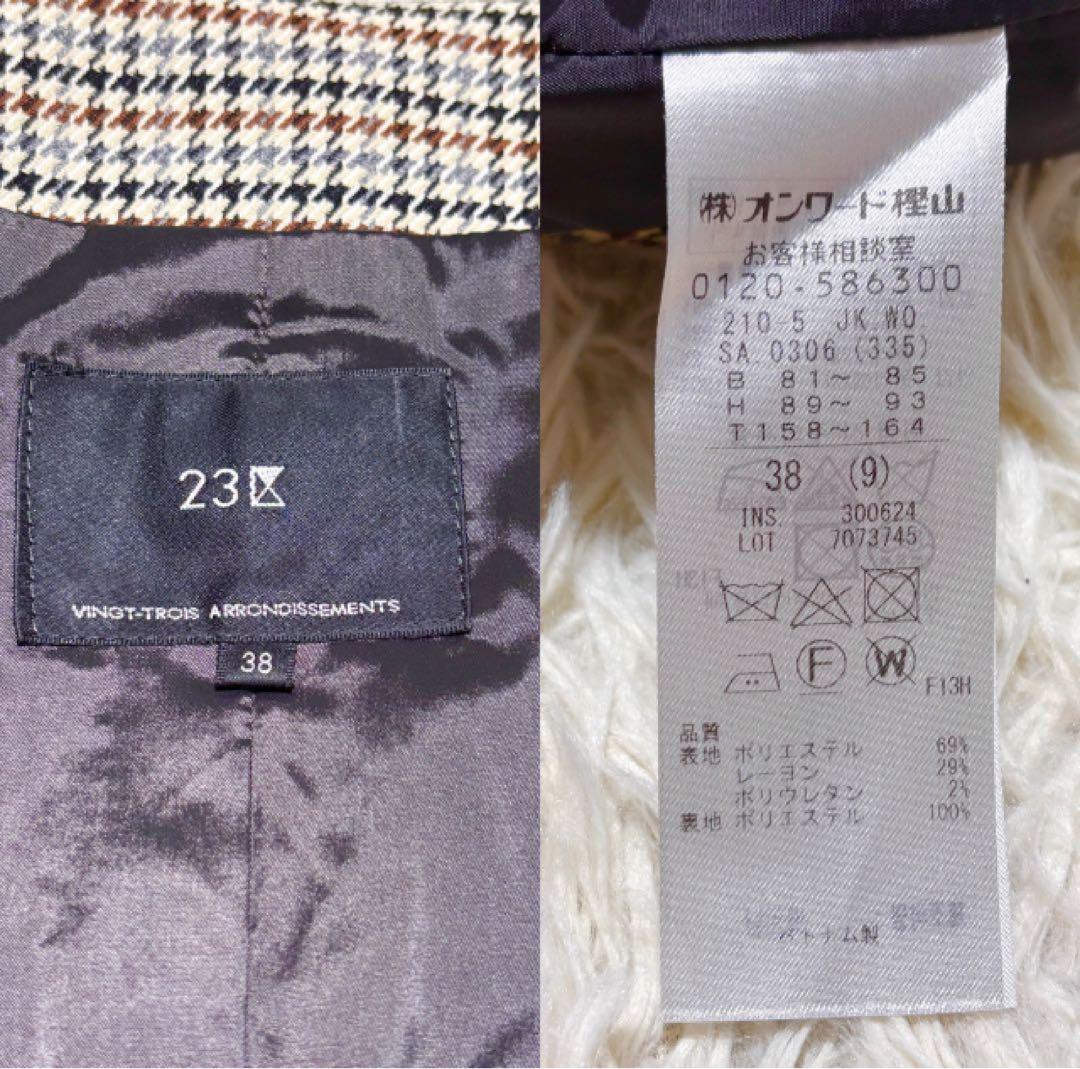 23区
VINGT-TROIS ARRONDISSEMENTS
38
(株)オンワード樫山
お客様相談室
0120-586300
210-5 JK.WO.
SA.0306 (335)
B 81～ 85
H 89～ 93
T 158～164
38 (9)
INS 300624
LOT 7073745
F W
F13H
品質
表地 ポリエステル 69%
レーヨン 29%
ポリウレタン 2%
裏地 ポリエステル 100%
ベトナム製